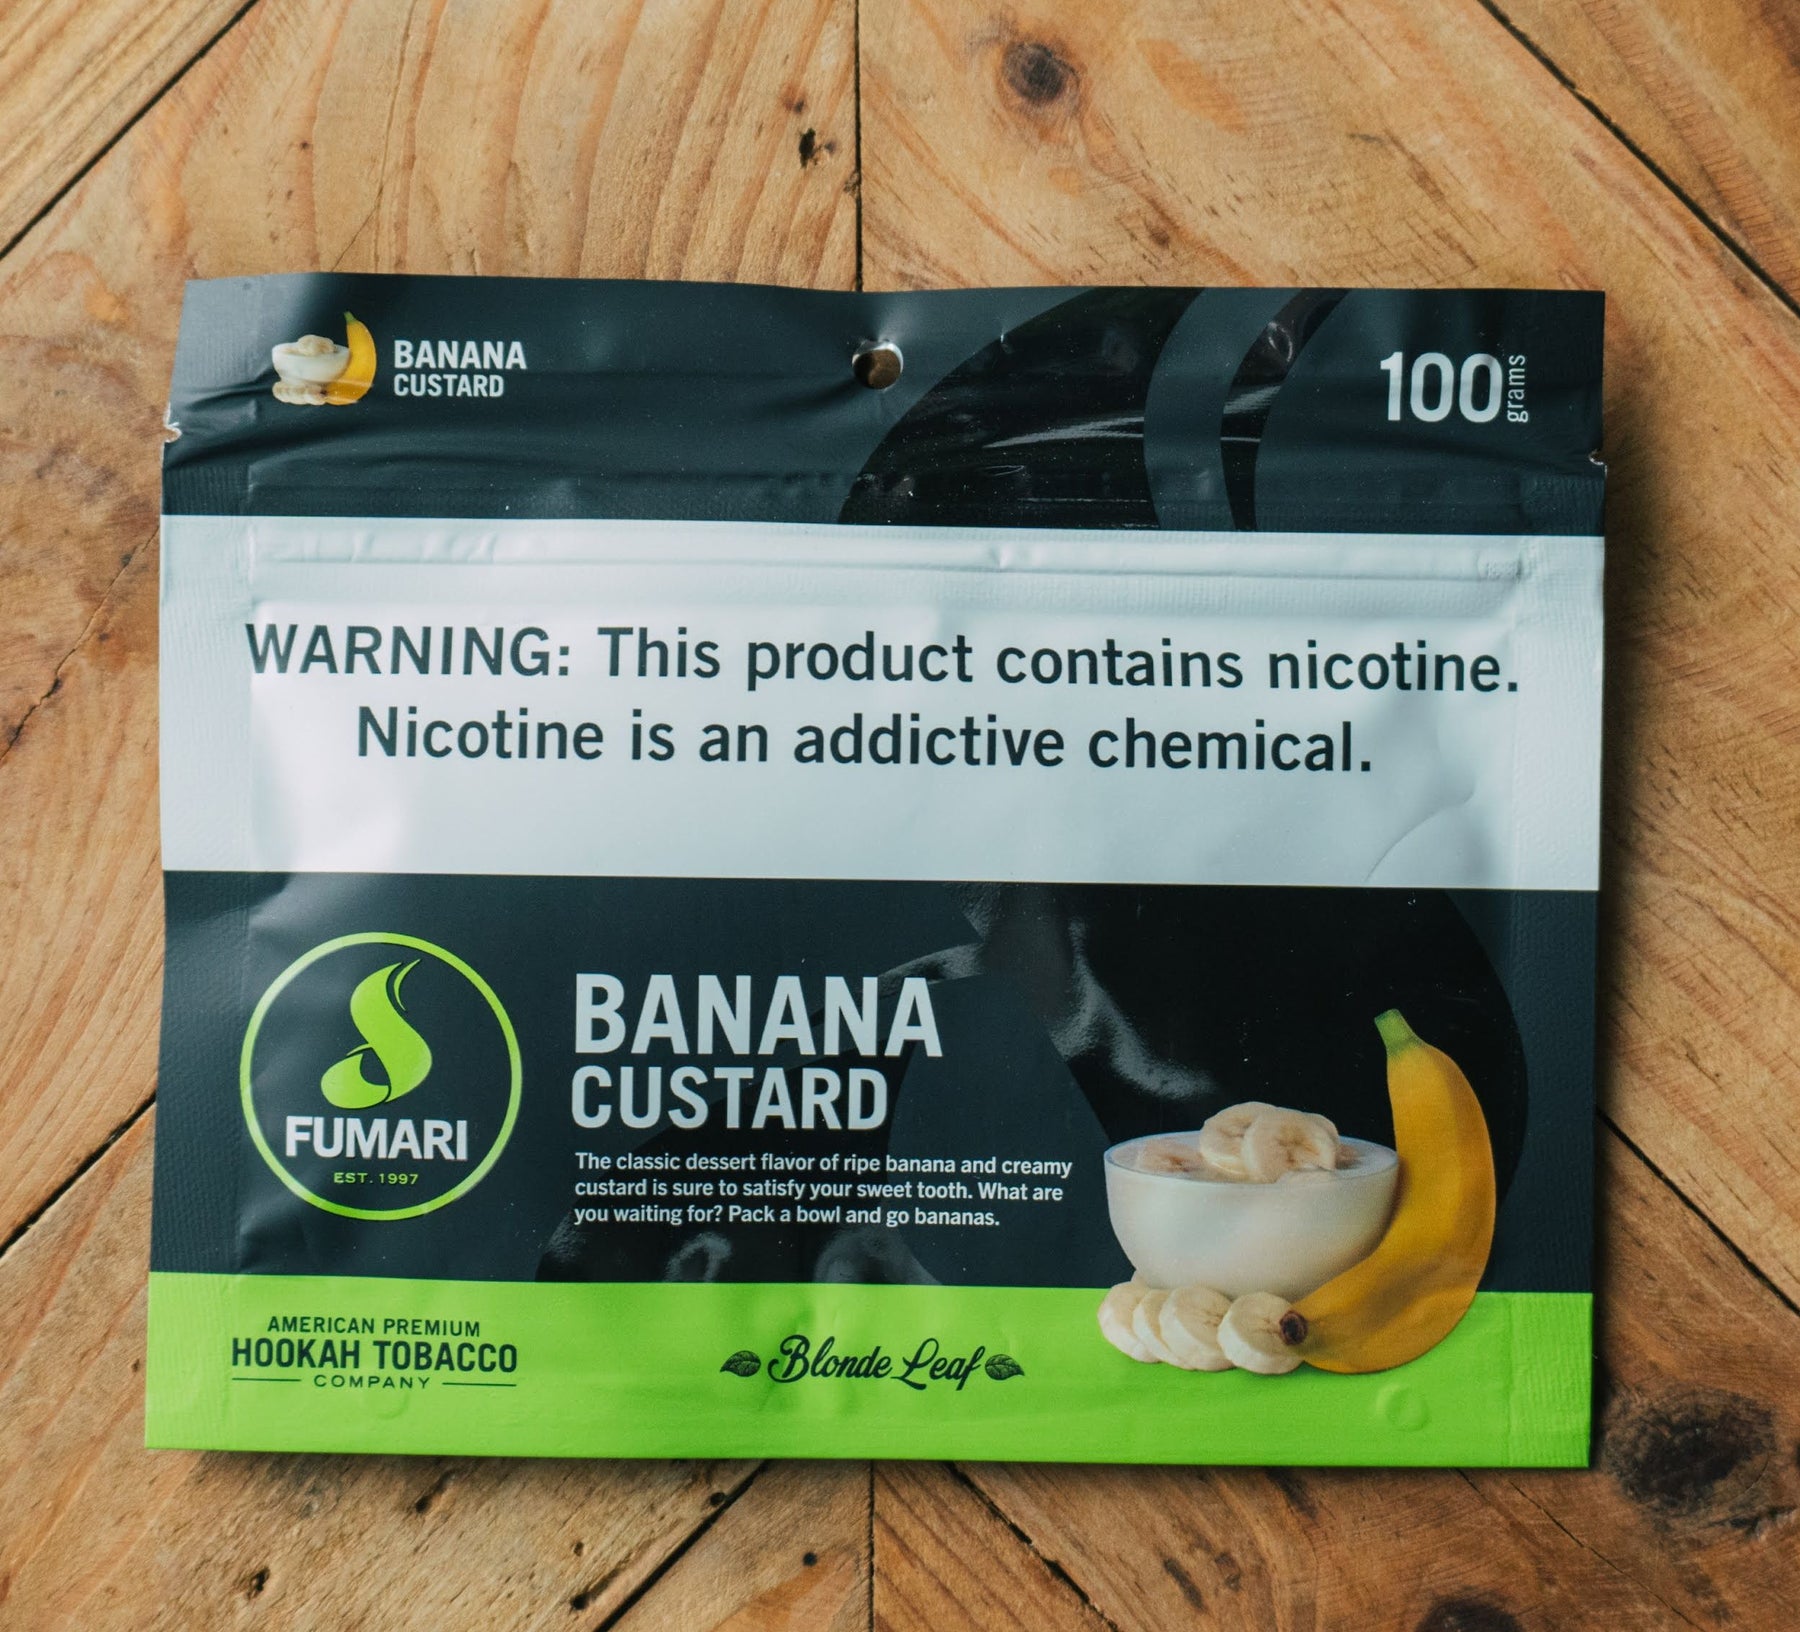 BANANA
CUSTARD
100 grams
WARNING: This product contains nicotine.
Nicotine is an addictive chemical.
FUMARI
EST. 1997
BANANA
CUSTARD
The classic dessert flavor of ripe banana and creamy
custard is sure to satisfy your sweet tooth. What are
you waiting for? Pack a bowl and go bananas.
AMERICAN PREMIUM
HOOKAH TOBACCO
COMPANY
Blonde Leaf